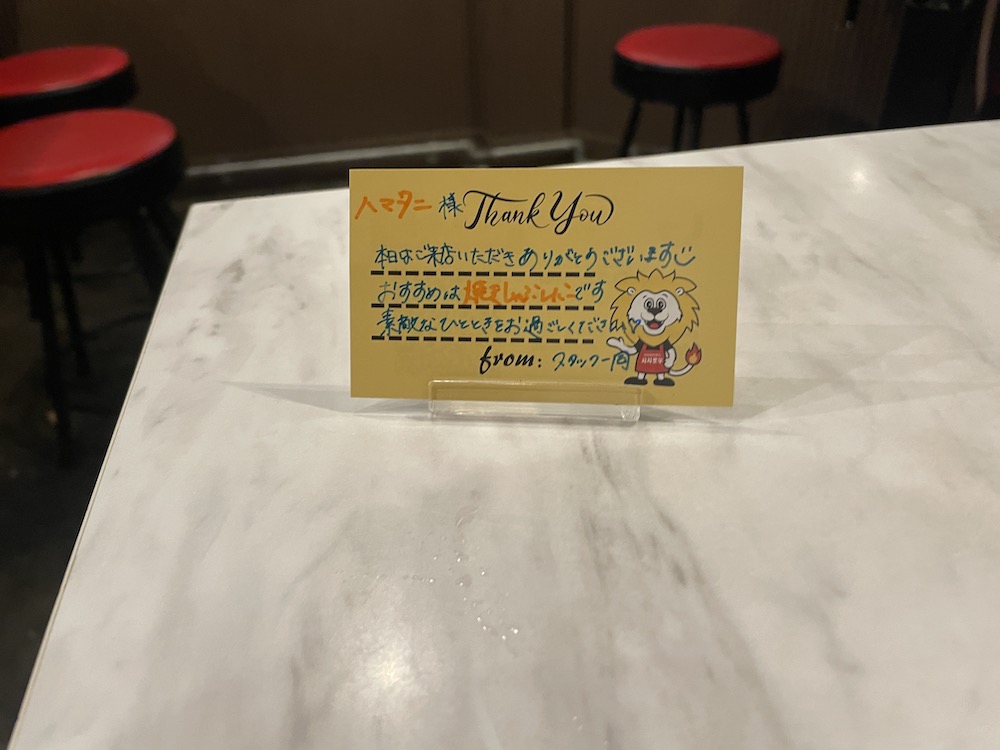 ハマタニ 様 Thank You
本日はご来店いただきありがとうございます
おすすめは焼きしゃぶしゃぶです
素敵なひとときをお過ごしください♡
from: スタッフ一同